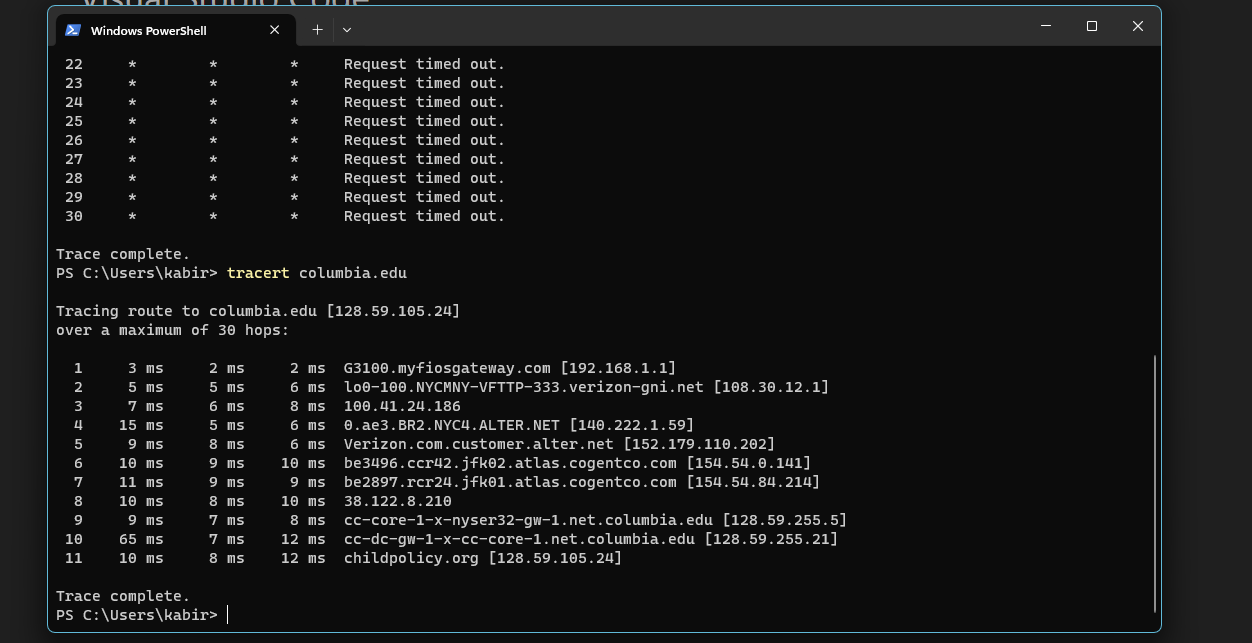 Visual Studio Code
Windows PowerShell
22 * * * Request timed out.
23 * * * Request timed out.
24 * * * Request timed out.
25 * * * Request timed out.
26 * * * Request timed out.
27 * * * Request timed out.
28 * * * Request timed out.
29 * * * Request timed out.
30 * * * Request timed out.
Trace complete.
PS C:\Users\kabir> tracert columbia.edu
Tracing route to columbia.edu [128.59.105.24]
over a maximum of 30 hops:
1 3 ms 2 ms 2 ms G3100.myfiosgateway.com [192.168.1.1]
2 5 ms 5 ms 6 ms lo0-100.NYCMNY-VFTTP-333.verizon-gni.net [108.30.12.1]
3 7 ms 6 ms 8 ms 100.41.24.186
4 15 ms 5 ms 6 ms 0.ae3.BR2.NYC4.ALTER.NET [140.222.1.59]
5 9 ms 8 ms 6 ms Verizon.com.customer.alter.net [152.179.110.202]
6 10 ms 9 ms 10 ms be3496.ccr42.jfk02.atlas.cogentco.com [154.54.0.141]
7 11 ms 9 ms 9 ms be2897.rcr24.jfk01.atlas.cogentco.com [154.54.84.214]
8 10 ms 8 ms 10 ms 38.122.8.210
9 9 ms 7 ms 8 ms cc-core-1-x-nyser32-gw-1.net.columbia.edu [128.59.255.5]
10 65 ms 7 ms 12 ms cc-dc-gw-1-x-cc-core-1.net.columbia.edu [128.59.255.21]
11 10 ms 8 ms 12 ms childpolicy.org [128.59.105.24]
Trace complete.
PS C:\Users\kabir>